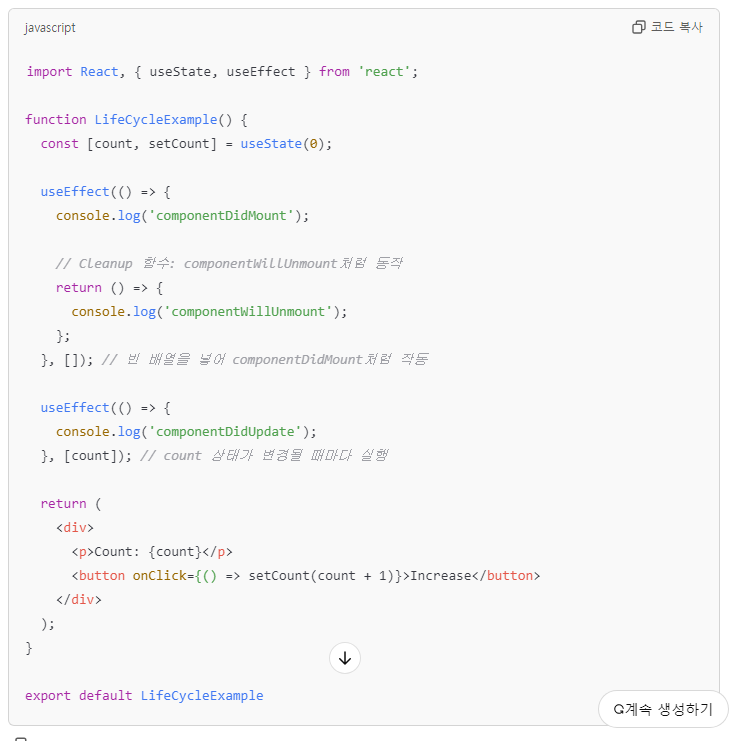 javascript
코드 복사
import React, { useState, useEffect } from 'react';
function LifeCycleExample() {
const [count, setCount] = useState(0);
useEffect(() => {
console.log('componentDidMount');
// Cleanup 함수: componentWillUnmount처럼 동작
return () => {
console.log('componentWillUnmount');
};
}, []); // 빈 배열을 넣어 componentDidMount처럼 작동
useEffect(() => {
console.log('componentDidUpdate');
}, [count]); // count 상태가 변경될 때마다 실행
return (
<div>
<p>Count: {count}</p>
<button onClick={() => setCount(count + 1)}>Increase</button>
</div>
);
}
export default LifeCycleExample
계속 생성하기